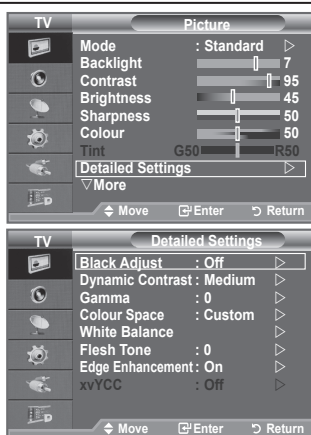 TV Picture
Mode : Standard ▷
Backlight 7
Contrast 95
Brightness 45
Sharpness 50
Colour 50
Tint G50 R50
Detailed Settings ▷
▽More
Move Enter Return
TV Detailed Settings
Black Adjust : Off ▷
Dynamic Contrast : Medium ▷
Gamma : 0 ▷
Colour Space : Custom ▷
White Balance ▷
Flesh Tone : 0 ▷
Edge Enhancement : On ▷
xvYCC : Off ▷
Move Enter Return